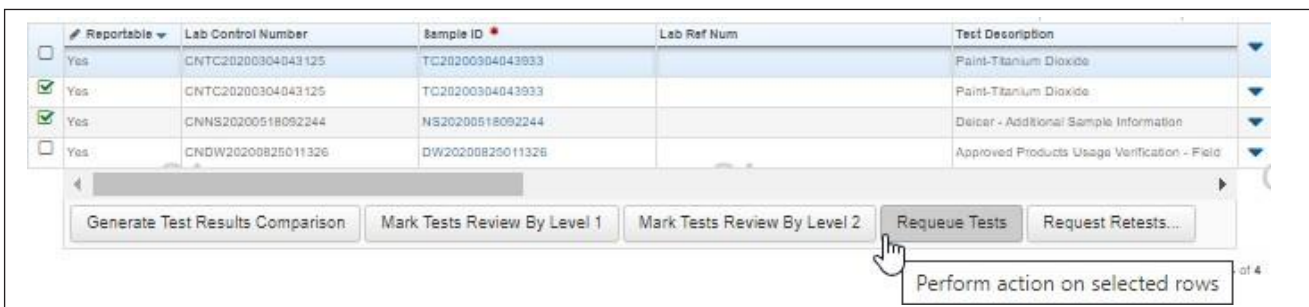 Reportable Lab Control Number Sample ID * Lab Ref Num Test Description
Yes CNTC20200304043125 TC20200304043933 Paint-Titanium Dioxide
Yes CNTC20200304043125 TC20200304043933 Paint-Titanium Dioxide
Yes CNNS20200518092244 NS20200518092244 Deicer - Additional Sample Information
Yes CNDW20200825011326 DW20200825011326 Approved Products Usage Verification - Field
Generate Test Results Comparison Mark Tests Review By Level 1 Mark Tests Review By Level 2 Requeue Tests Request Retests...
Perform action on selected rows of 4